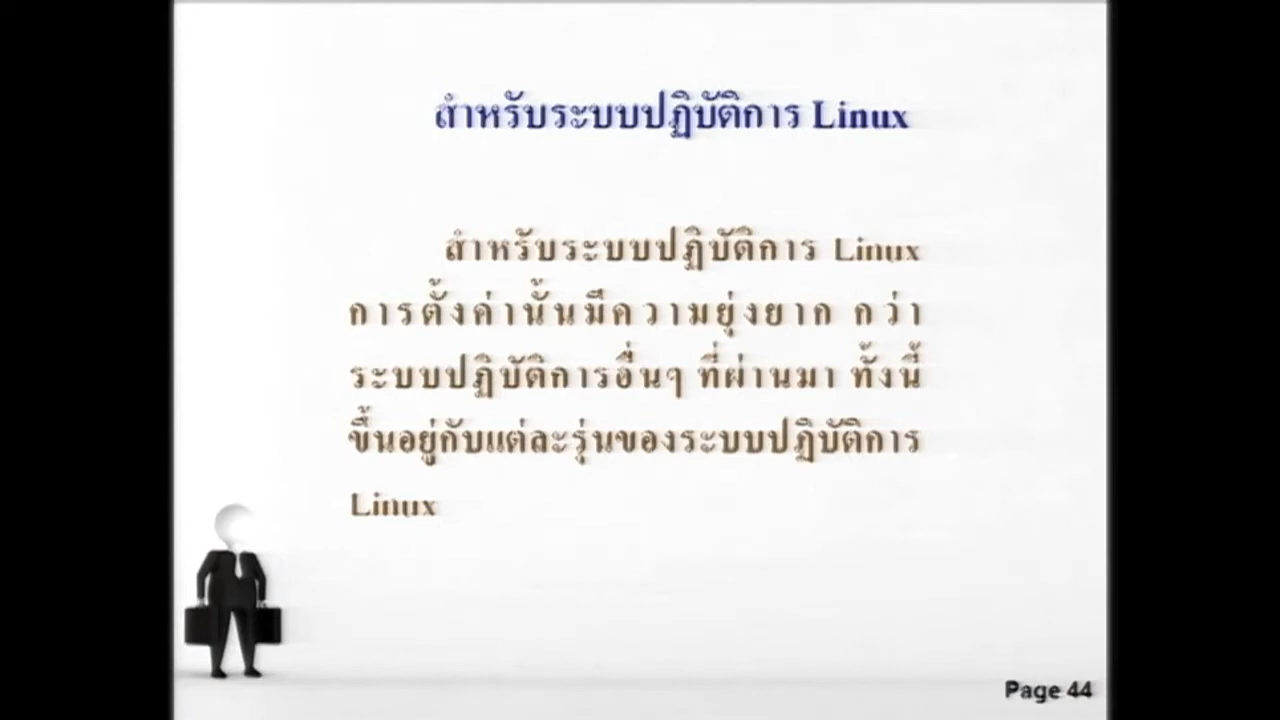 สำหรับระบบปฏิบัติการ Linux
สำหรับระบบปฏิบัติการ Linux
การตั้งค่านั้นมีความยุ่งยาก กว่า
ระบบปฏิบัติการอื่นๆ ที่ผ่านมา ทั้งนี้
ขึ้นอยู่กับแต่ละรุ่นของระบบปฏิบัติการ
Linux
Page 44